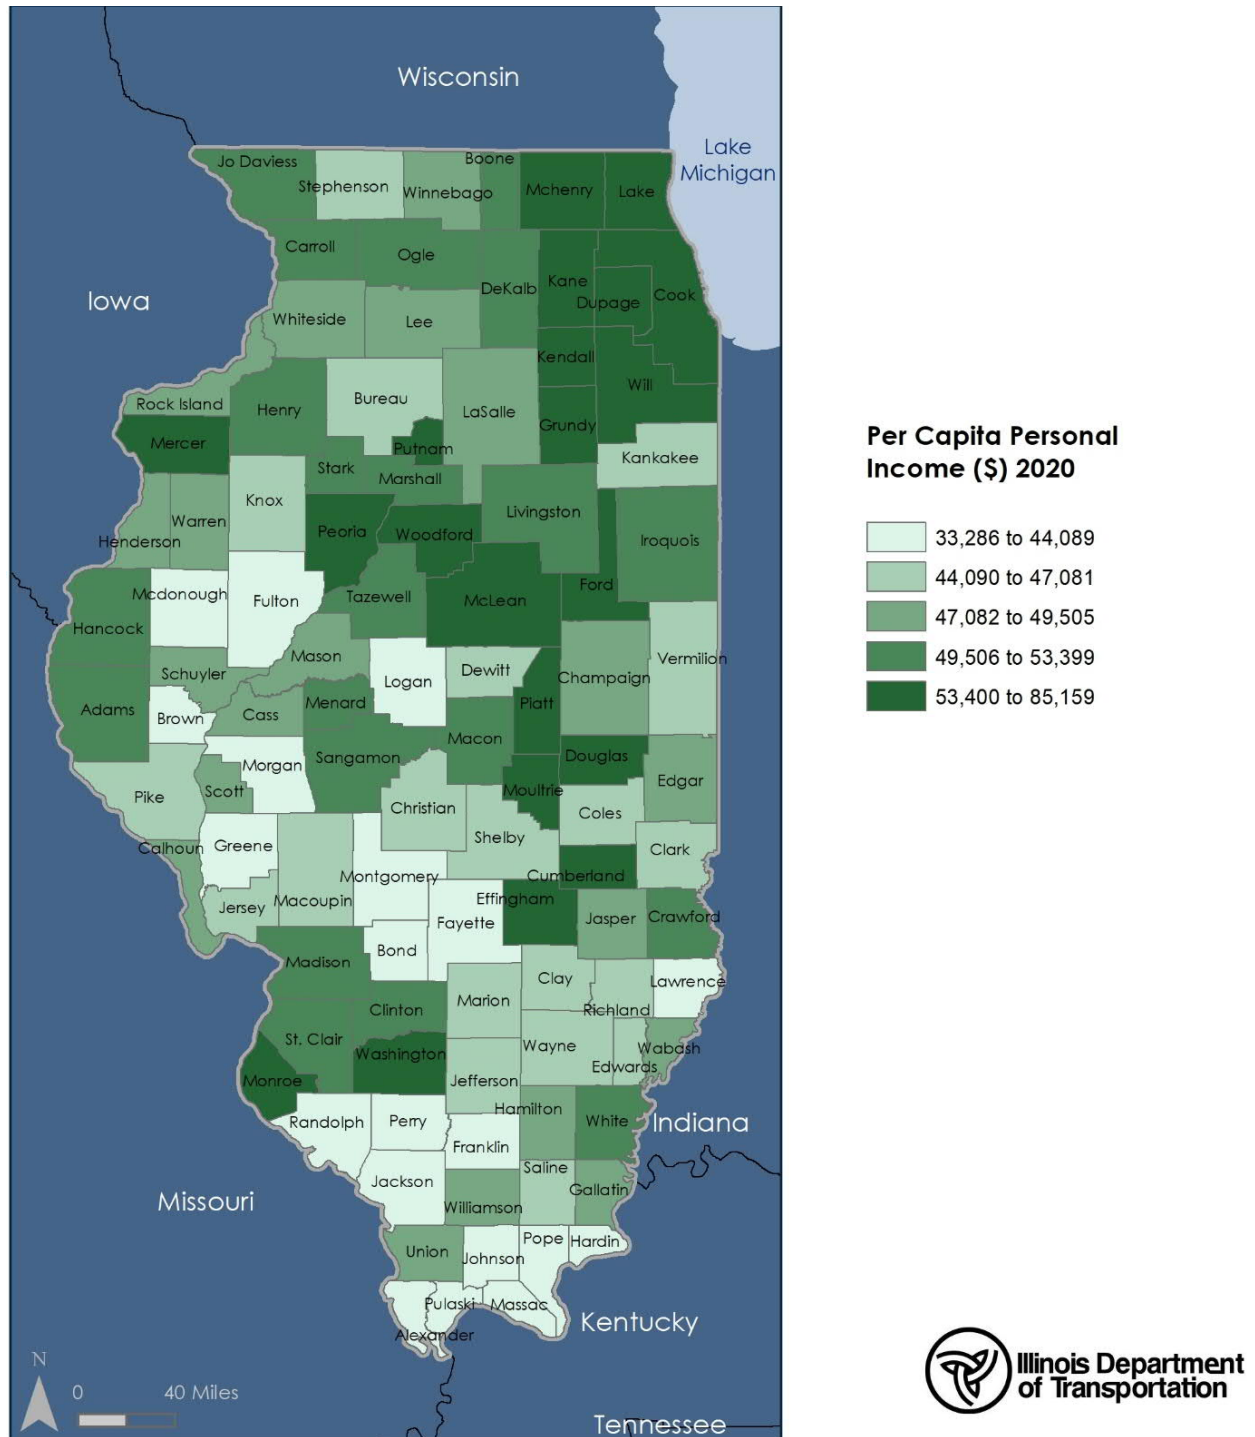 Wisconsin
Lake
Michigan
Iowa
Jo Daviess
Stephenson
Winnebago
Boone
Mchenry
Lake
Carroll
Ogle
DeKalb
Kane
Dupage
Cook
Whiteside
Lee
Kendall
Will
Rock Island
Henry
Bureau
LaSalle
Grundy
Mercer
Putnam
Kankakee
Stark
Marshall
Knox
Warren
Henderson
Peoria
Woodford
Livingston
Iroquois
Mcdonough
Fulton
Tazewell
McLean
Ford
Hancock
Schuyler
Mason
Logan
Dewitt
Champaign
Vermilion
Adams
Brown
Cass
Menard
Piatt
Macon
Sangamon
Douglas
Morgan
Scott
Pike
Christian
Moultrie
Edgar
Coles
Shelby
Calhoun
Greene
Clark
Montgomery
Cumberland
Jersey
Macoupin
Effingham
Fayette
Jasper
Crawford
Bond
Madison
Clay
Lawrence
Marion
Richland
Clinton
St. Clair
Washington
Wayne
Wabash
Edwards
Monroe
Jefferson
Hamilton
White
Indiana
Randolph
Perry
Franklin
Saline
Jackson
Gallatin
Missouri
Williamson
Union
Johnson
Pope
Hardin
Pulaski
Massac
Alexander
Kentucky
Tennessee
N
0 40 Miles
Per Capita Personal
Income ($) 2020
33,286 to 44,089
44,090 to 47,081
47,082 to 49,505
49,506 to 53,399
53,400 to 85,159
Illinois Department
of Transportation